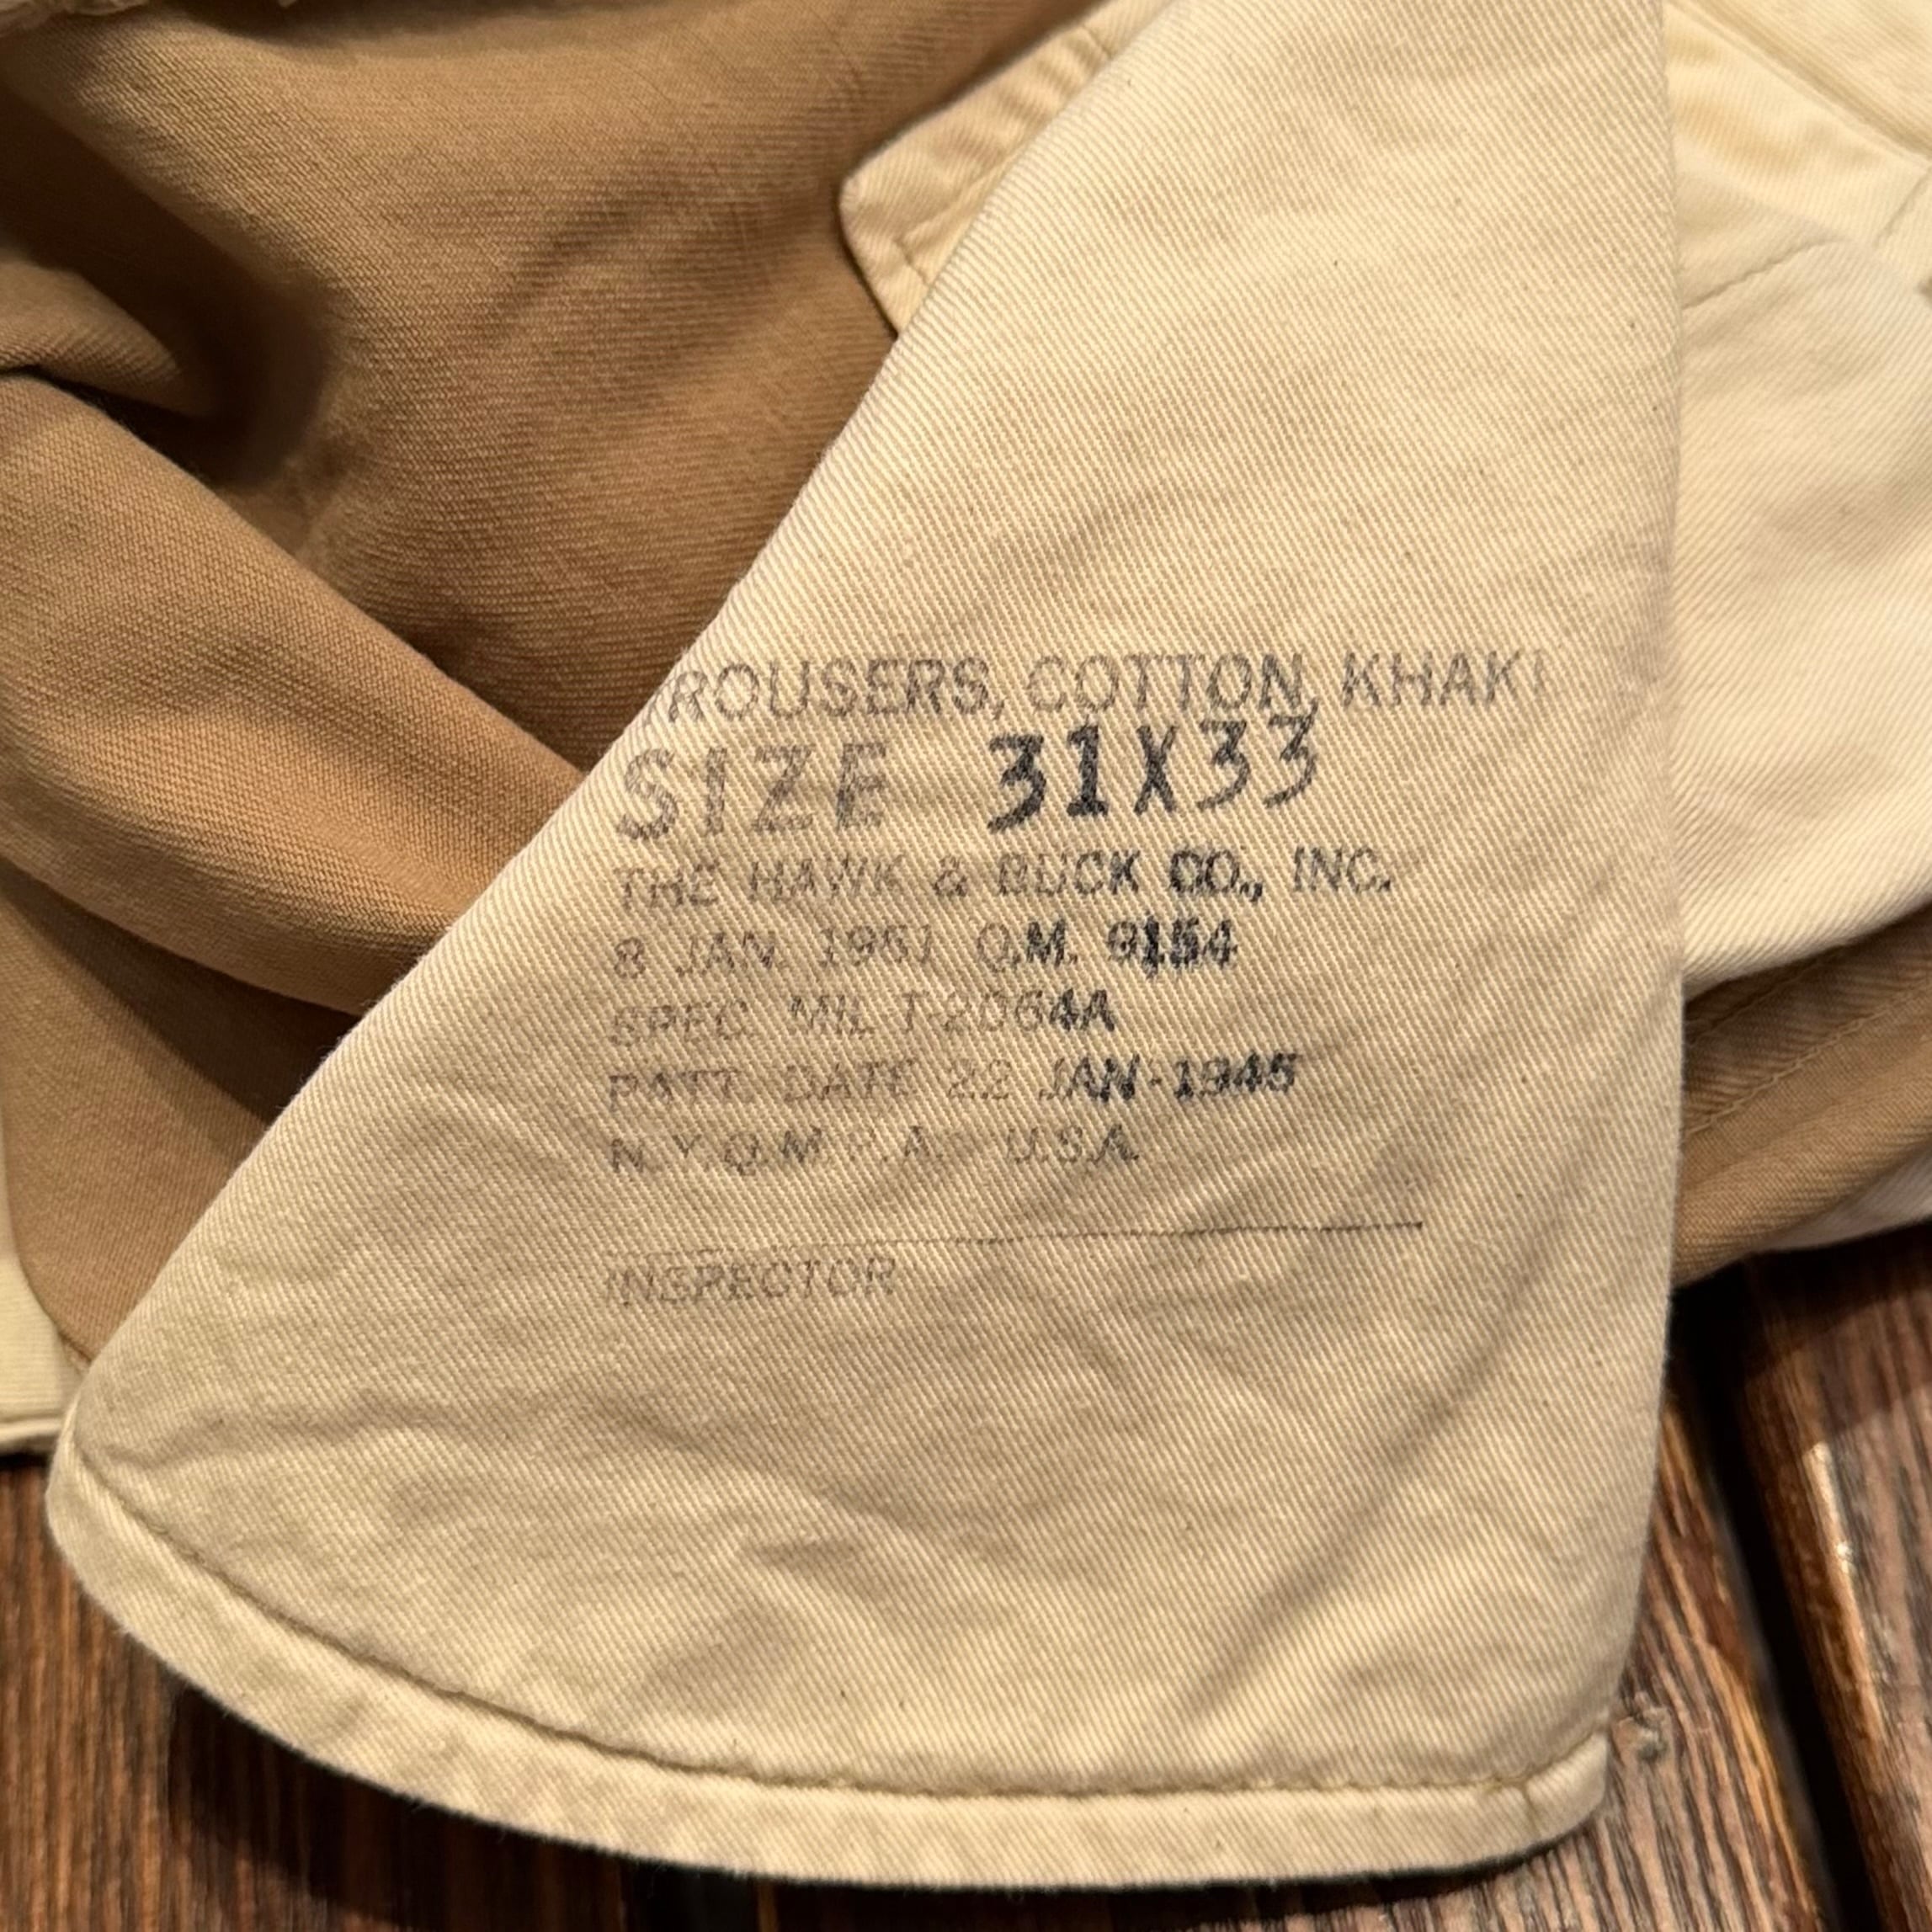 TROUSERS, COTTON, KHAKI
SIZE 31X33
THE HAWK & BUCK CO., INC.
8 JAN. 1951 Q.M. 9154
SPEC. MIL T-2064A
PATT. DATE 22 JAN-1945
N.Y.Q.M.P.A. U.S.A.
INSPECTOR